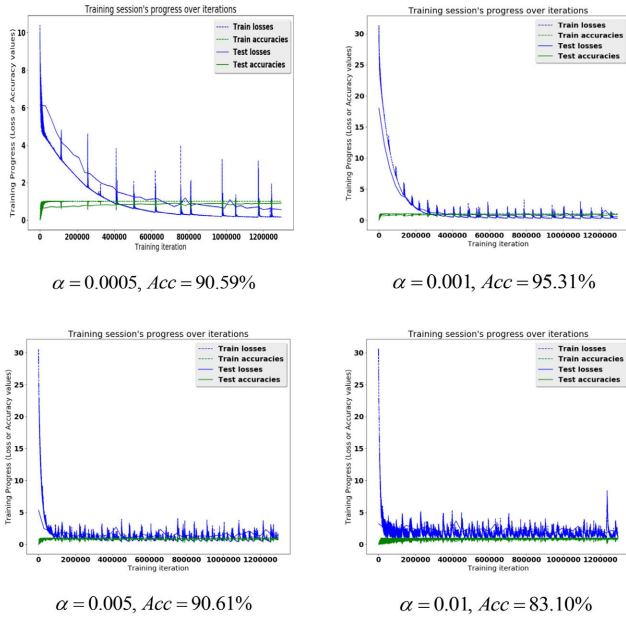 Training session's progress over iterations
Training Progress (Loss or Accuracy values)
10
8
6
4
2
0
Train losses
Train accuracies
Test losses
Test accuracies
0 200000 400000 600000 800000 1000000 1200000
Training iteration
α = 0.0005, Acc = 90.59%
Training session's progress over iterations
Training Progress (Loss or Accuracy values)
30
25
20
15
10
5
0
Train losses
Train accuracies
Test losses
Test accuracies
0 200000 400000 600000 800000 1000000 1200000
Training iteration
α = 0.001, Acc = 95.31%
Training session's progress over iterations
Training Progress (Loss or Accuracy values)
30
25
20
15
10
5
0
Train losses
Train accuracies
Test losses
Test accuracies
0 200000 400000 600000 800000 1000000 1200000
Training iteration
α = 0.005, Acc = 90.61%
Training session's progress over iterations
Training Progress (Loss or Accuracy values)
30
25
20
15
10
5
0
Train losses
Train accuracies
Test losses
Test accuracies
0 200000 400000 600000 800000 1000000 1200000
Training iteration
α = 0.01, Acc = 83.10%